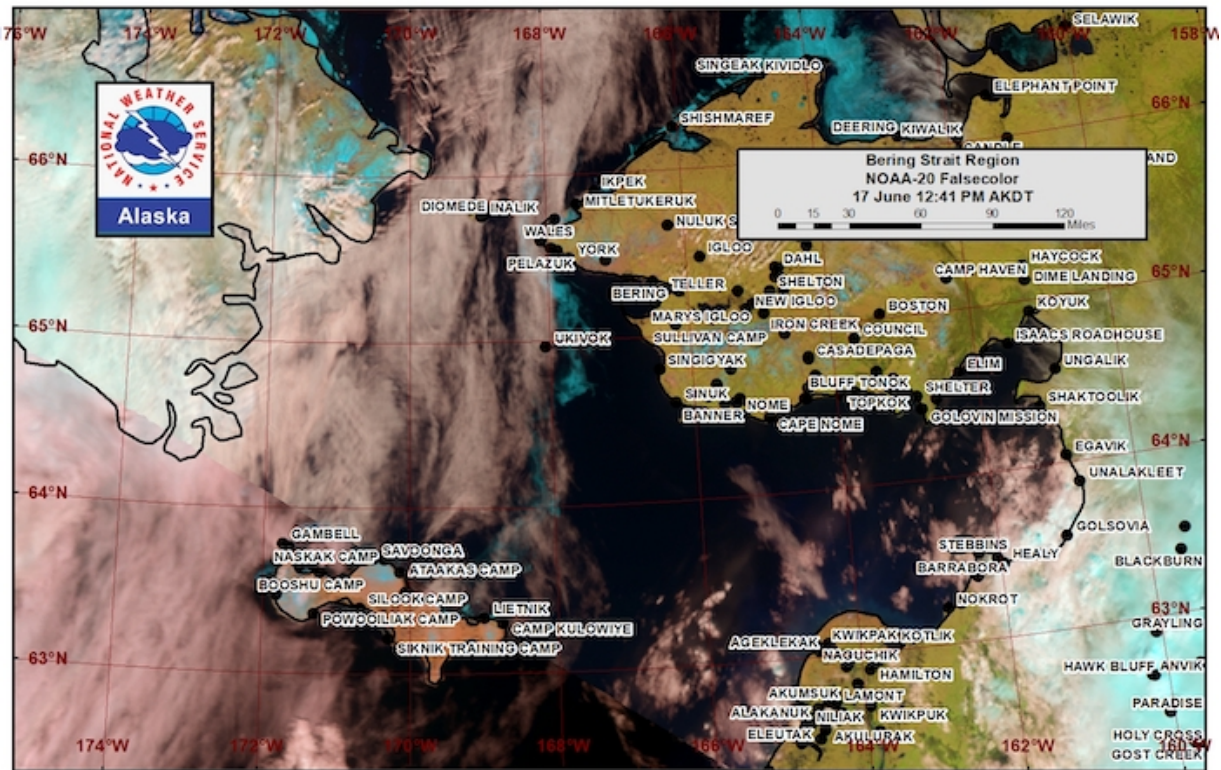 176°W
172°W
170°W
168°W
166°W
164°W
162°W
160°W
158°W
SELAWIK
SINGEAK KIVIDLO
ELEPHANT POINT
66°N
NATIONAL WEATHER SERVICE
SHISHMAREF
DEERING
KIWALIK
CANDLE
66°N
Bering Strait Region
NOAA-20 Falsecolor
17 June 12:41 PM AKDT
0 15 30 60 90 120
Miles
LAND
IKPEK
Alaska
DIOMEDE INALIK
MITLETUKERUK
NULUK S
WALES
YORK
IGLOO
DAHL
HAYCOCK
PELAZUK
CAMP HAVEN
DIME LANDING
65°N
BERING
TELLER
SHELTON
NEW IGLOO
BOSTON
KOYUK
65°N
UKIVOK
MARYS IGLOO
IRON CREEK
SULLIVAN CAMP
COUNCIL
ISAACS ROADHOUSE
CASADEPAGA
SINGIGYAK
ELIM
UNGALIK
BLUFF TONOK
SHELTER
SINUK
NOME
TOPKOK
SHAKTOOLIK
BANNER
CAPE NOME
GOLOVIN MISSION
64°N
EGAVIK
UNALAKLEET
64°N
GAMBELL
GOLSOVIA
NASKAK CAMP
SAVOONGA
STEBBINS
HEALY
BLACKBURN
ATAAKAS CAMP
BARRABORA
BOOSHU CAMP
SILOOK CAMP
NOKROT
63°N
LIETNIK
POWOOILIAK CAMP
CAMP KULOWIYE
GRAYLING
AGEKLEKAK
KWIKPAK
KOTLIK
SIKNIK TRAINING CAMP
NAGUCHIK
63°N
HAMILTON
HAWK BLUFF
ANVIK
AKUMSUK
LAMONT
PARADISE
ALAKANUK
NILIAK
KWIKPUK
ELEUTAK
AKULURAK
HOLY CROSS
174°W
172°W
170°W
168°W
166°W
164°W
162°W
160°W
GOST CREEK